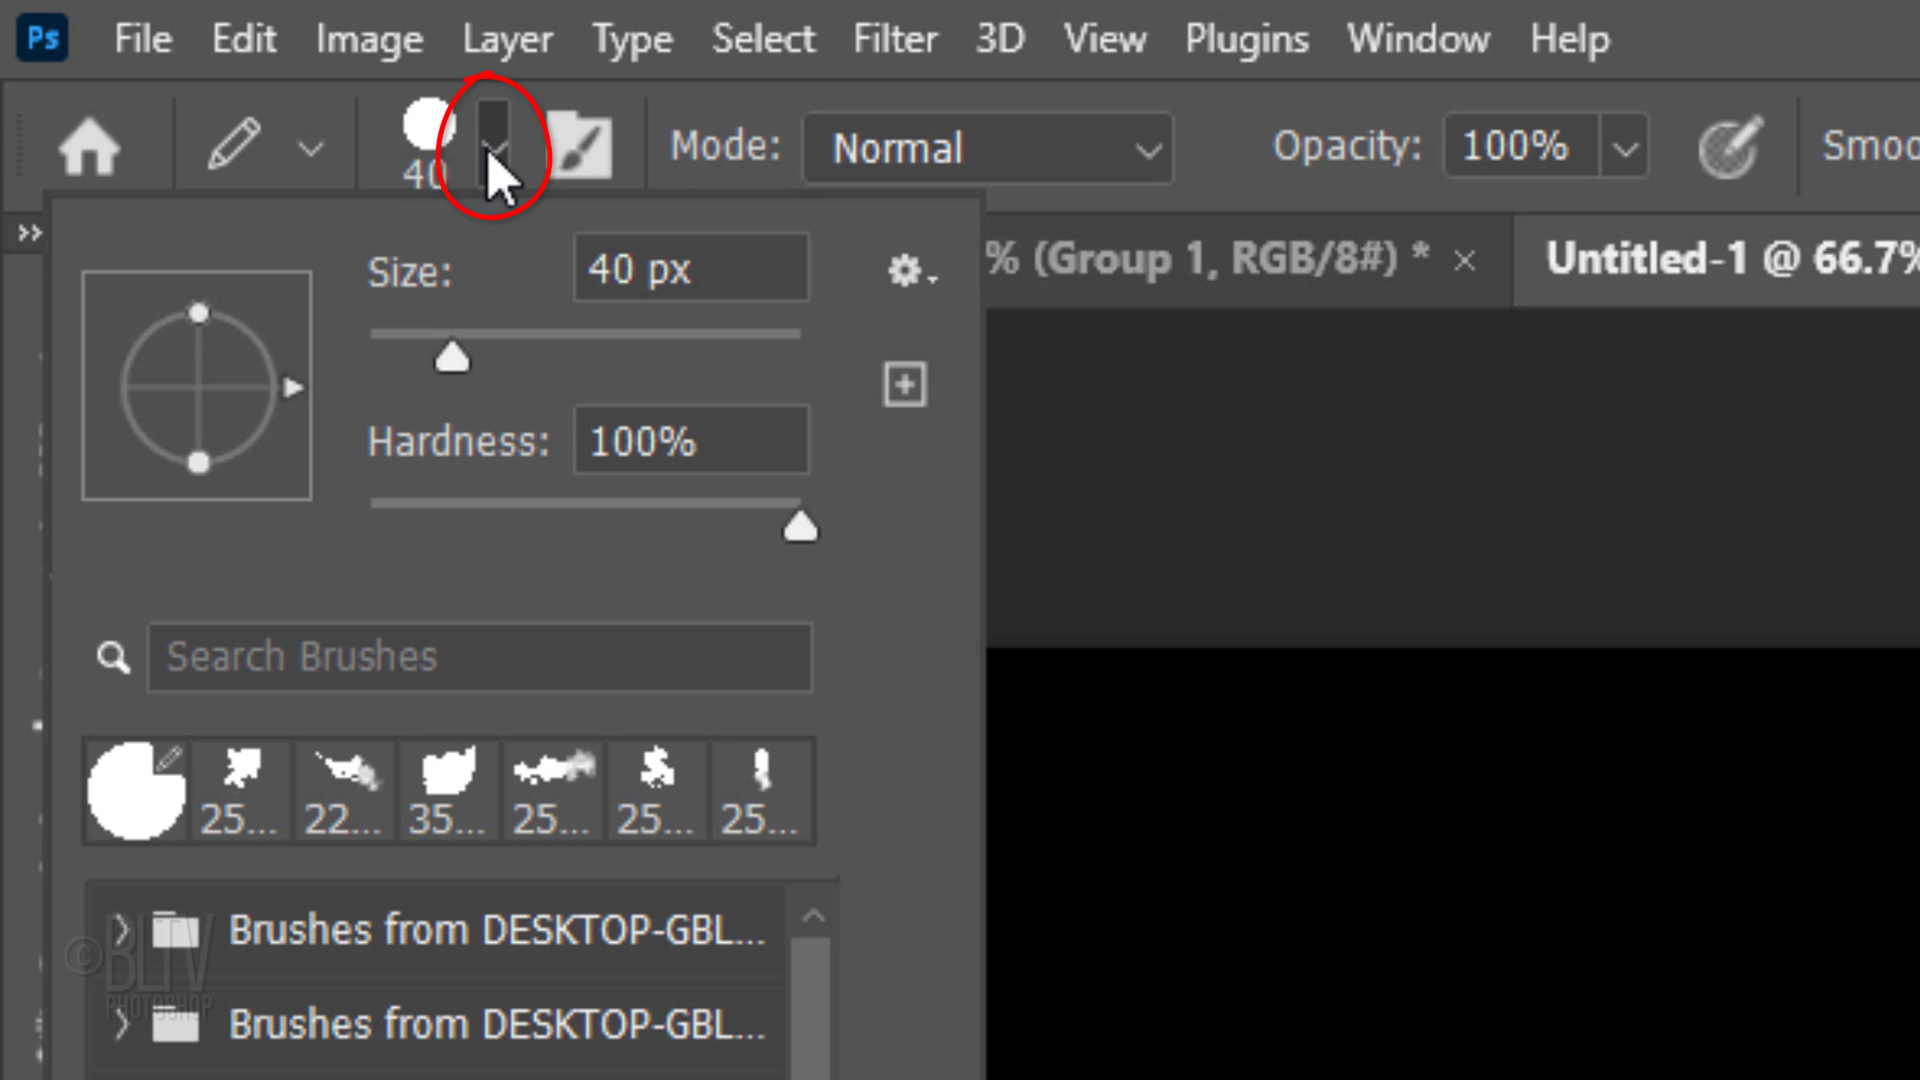 Ps File Edit Image Layer Type Select Filter 3D View Plugins Window Help
40 Mode: Normal Opacity: 100% Smoo
% (Group 1, RGB/8#) * × Untitled-1 @ 66.7%
Size: 40 px
Hardness: 100%
Search Brushes
25... 22... 35... 25... 25... 25...
Brushes from DESKTOP-GBL...
Brushes from DESKTOP-GBL...
© BLTV
PHOTOSHOP